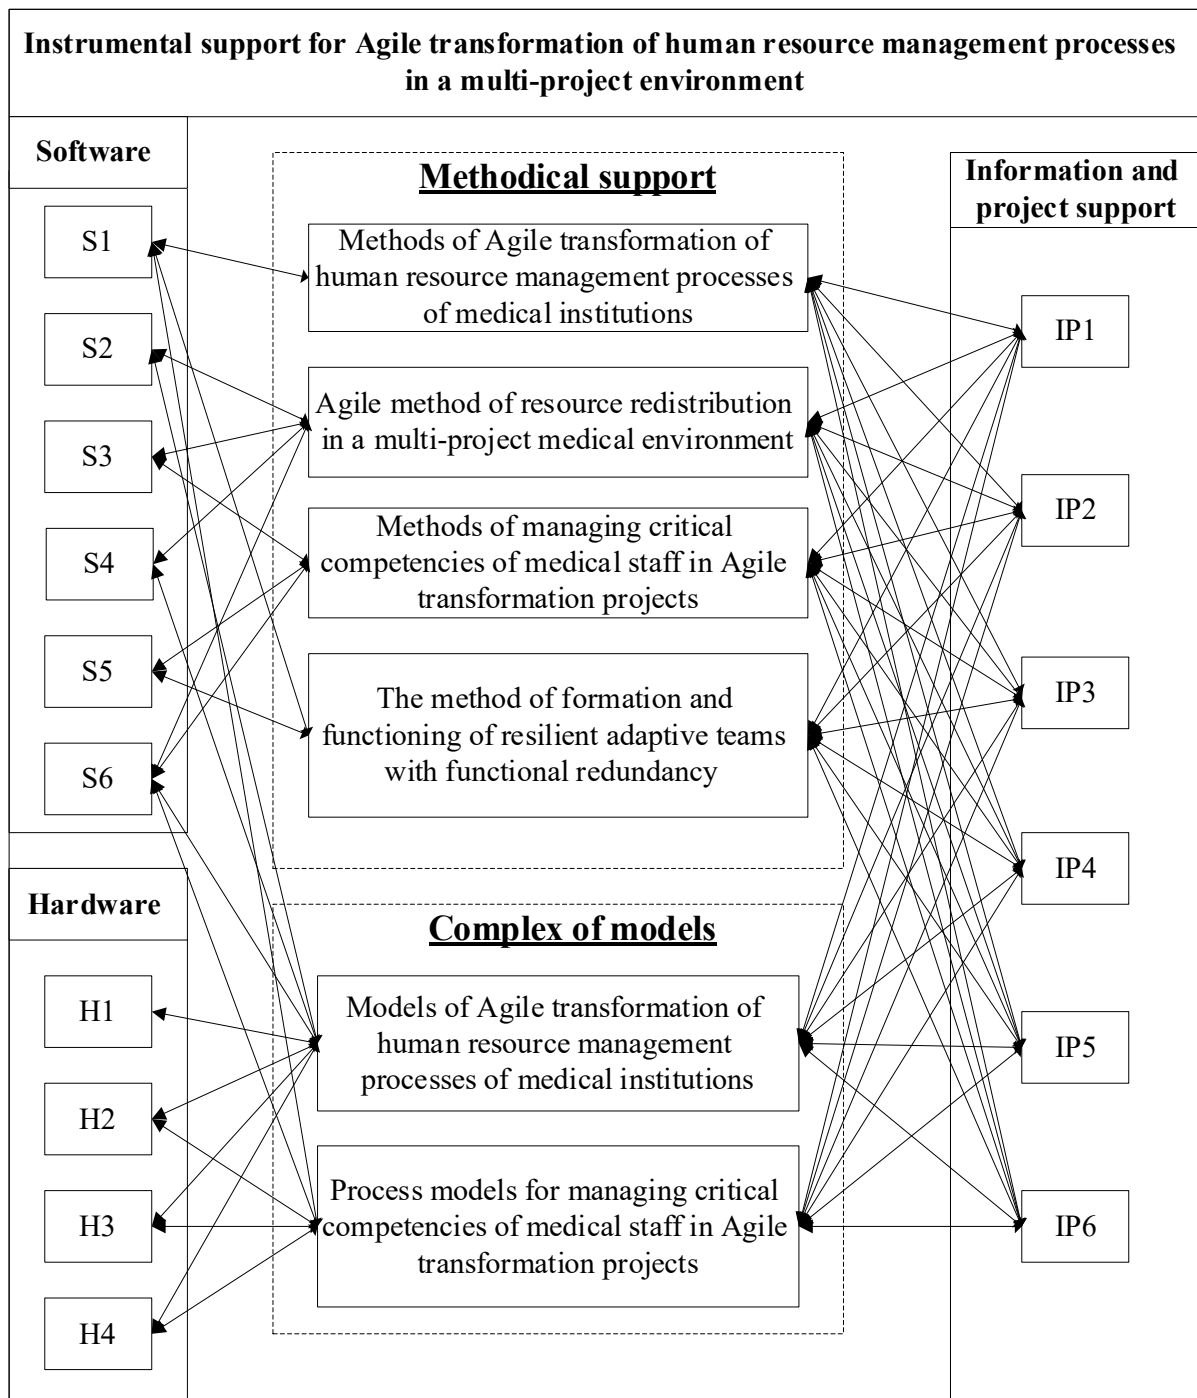 Instrumental support for Agile transformation of human resource management processes
in a multi-project environment
Software
S1
S2
S3
S4
S5
S6
Hardware
H1
H2
H3
H4
Methodical support
Methods of Agile transformation of
human resource management processes
of medical institutions
Agile method of resource redistribution
in a multi-project medical environment
Methods of managing critical
competencies of medical staff in Agile
transformation projects
The method of formation and
functioning of resilient adaptive teams
with functional redundancy
Complex of models
Models of Agile transformation of
human resource management
processes of medical institutions
Process models for managing critical
competencies of medical staff in Agile
transformation projects
Information and
project support
IP1
IP2
IP3
IP4
IP5
IP6